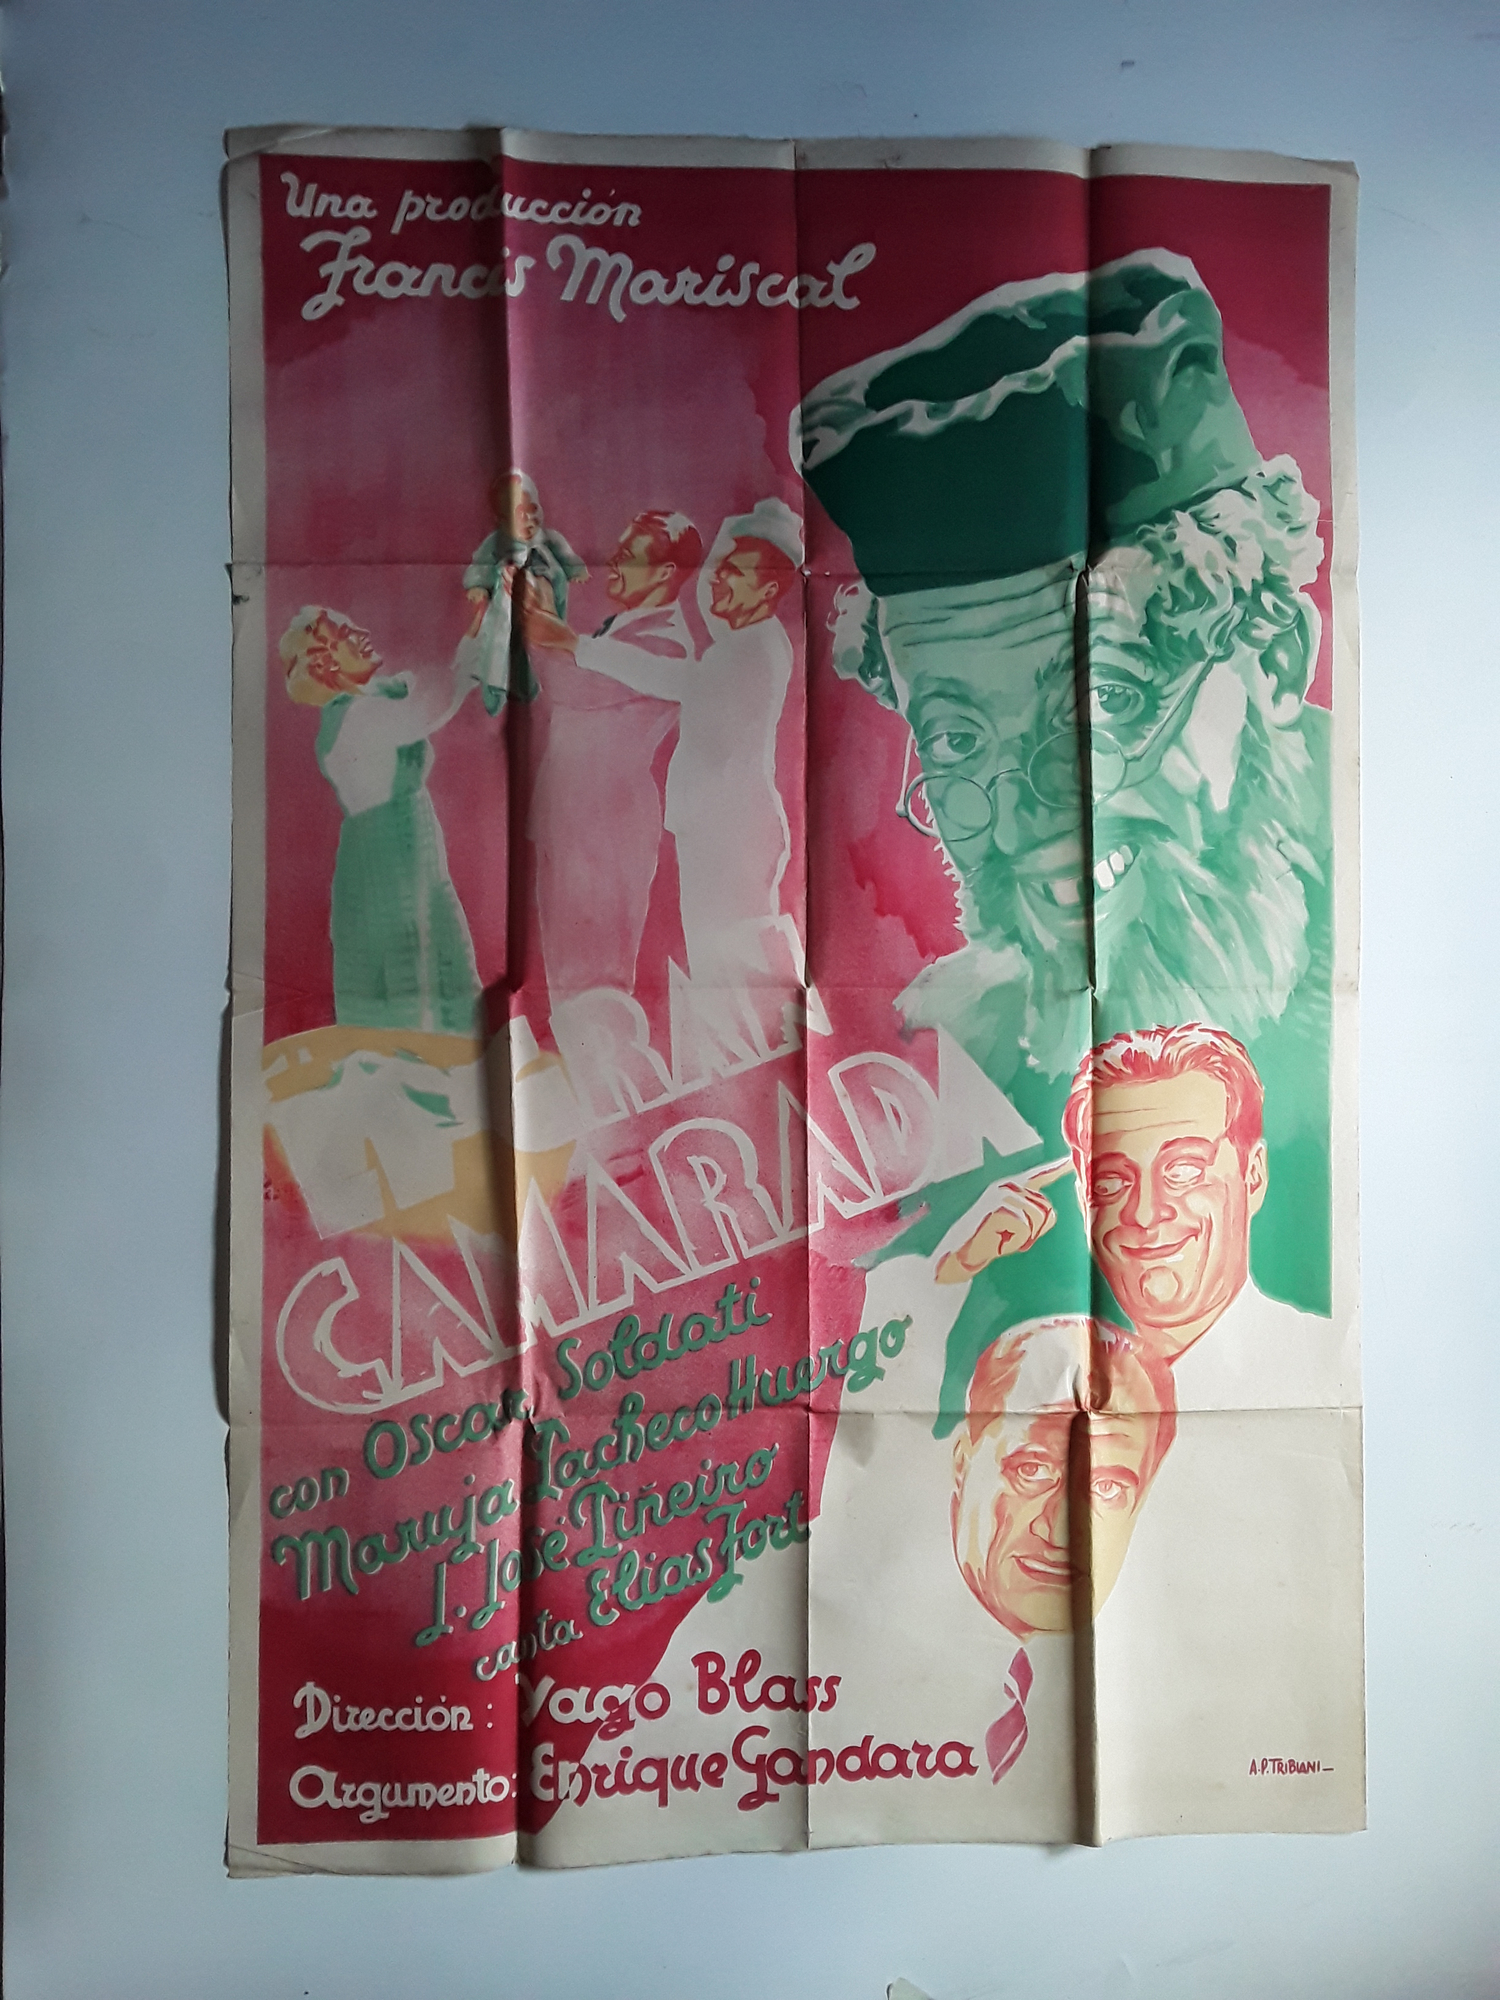 Una producción
Francis Mariscal
GRAN
CAMARADA
con Oscar Soldati
Maruja Pacheco Huergo
J. José Piñeiro
canta Elias Fort
Dirección: Yago Blass
Argumento: Enrique Gandara
A.P. TRIBIANI